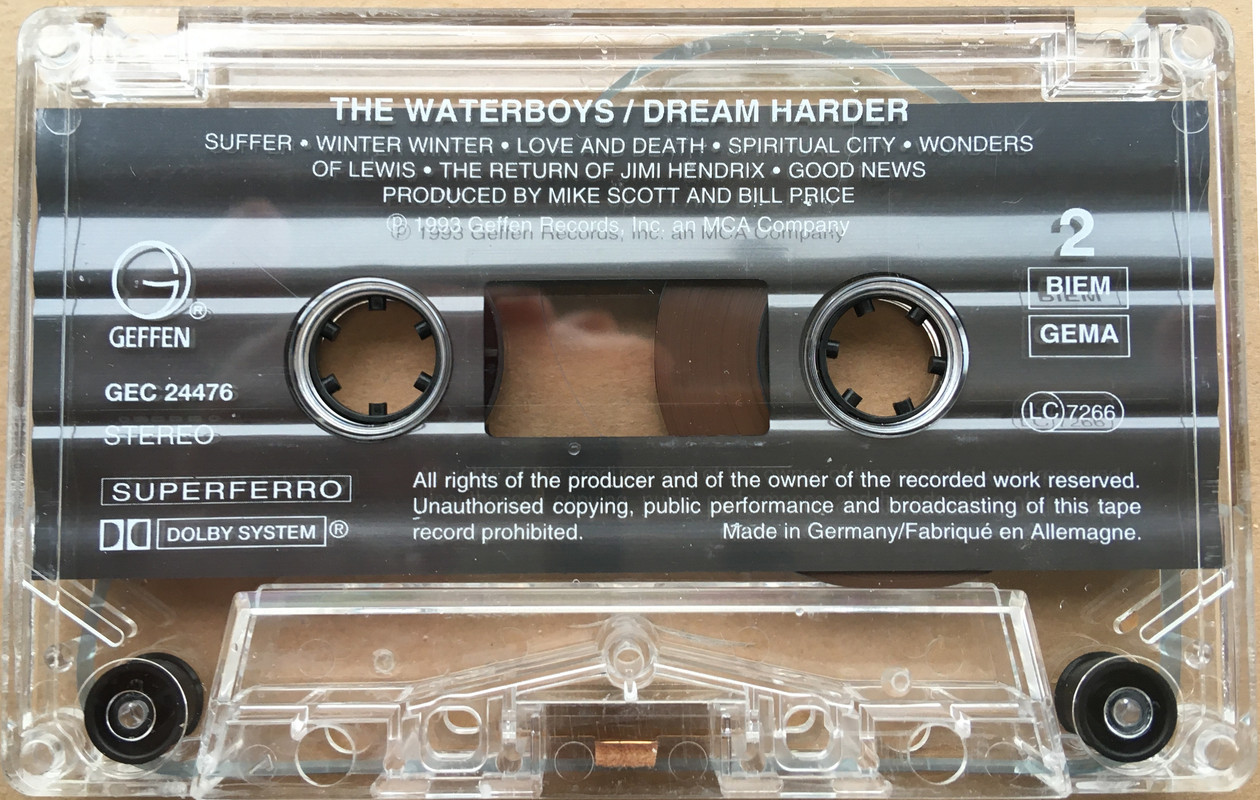 THE WATERBOYS / DREAM HARDER
SUFFER • WINTER WINTER • LOVE AND DEATH • SPIRITUAL CITY • WONDERS
OF LEWIS • THE RETURN OF JIMI HENDRIX • GOOD NEWS
PRODUCED BY MIKE SCOTT AND BILL PRICE
℗ 1993 Geffen Records, Inc. an MCA Company
2
BIEM
GEMA
LC 7266
G®
GEFFEN
GEC 24476
STEREO
SUPERFERRO
DOLBY SYSTEM ®
All rights of the producer and of the owner of the recorded work reserved.
Unauthorised copying, public performance and broadcasting of this tape
record prohibited. Made in Germany/Fabriqué en Allemagne.